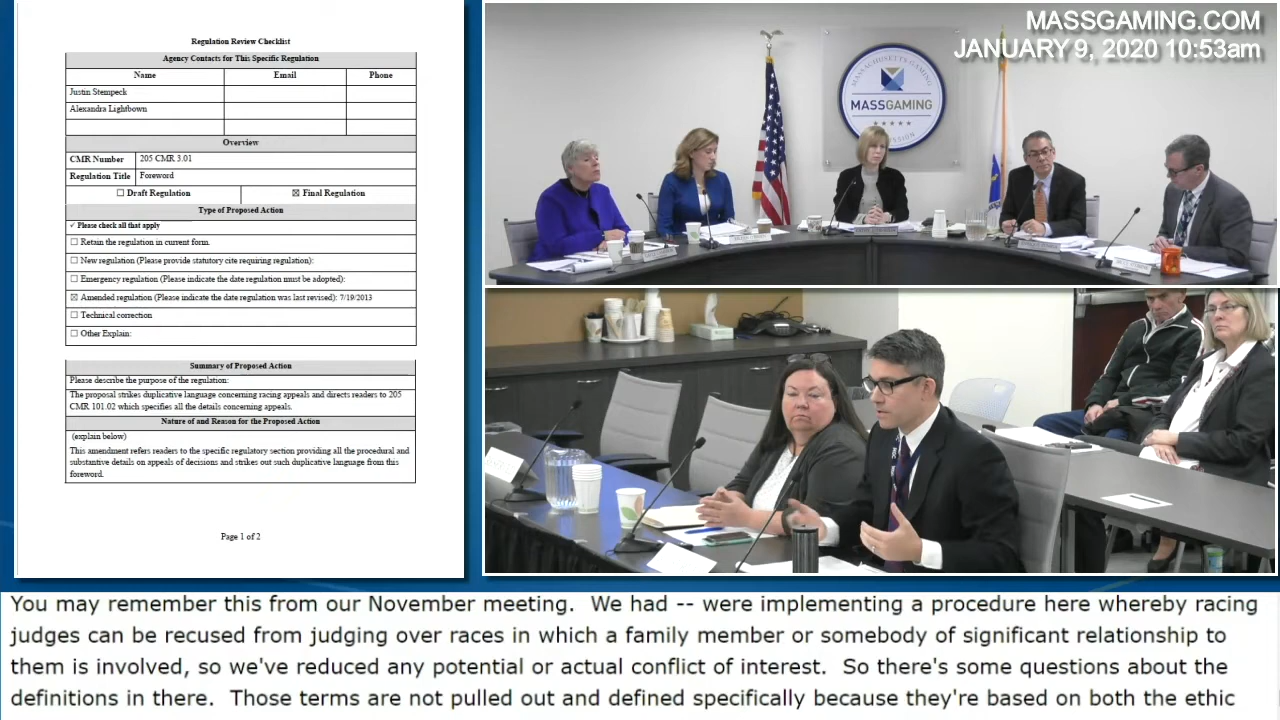 Regulation Review Checklist
Agency Contacts for This Specific Regulation
Name Email Phone
Justin Stempeck
Alexandra Lightbown
Overview
CMR Number 205 CMR 3.01
Regulation Title Foreword
☐ Draft Regulation ☒ Final Regulation
Type of Proposed Action
✓ Please check all that apply
☐ Retain the regulation in current form.
☐ New regulation (Please provide statutory cite requiring regulation):
☐ Emergency regulation (Please indicate the date regulation must be adopted):
☒ Amended regulation (Please indicate the date regulation was last revised): 7/19/2013
☐ Technical correction
☐ Other Explain:
Summary of Proposed Action
Please describe the purpose of the regulation:
The proposal strikes duplicative language concerning racing appeals and directs readers to 205
CMR 101.02 which specifies all the details concerning appeals.
Nature of and Reason for the Proposed Action
(explain below)
This amendment refers readers to the specific regulatory section providing all the procedural and
substantive details on appeals of decisions and strikes out such duplicative language from this
foreword.
Page 1 of 2
MASSGAMING.COM
JANUARY 9, 2020 10:53am
MASSACHUSETTS GAMING
MASSGAMING
You may remember this from our November meeting. We had -- were implementing a procedure here whereby racing
judges can be recused from judging over races in which a family member or somebody of significant relationship to
them is involved, so we've reduced any potential or actual conflict of interest. So there's some questions about the
definitions in there. Those terms are not pulled out and defined specifically because they're based on both the ethic